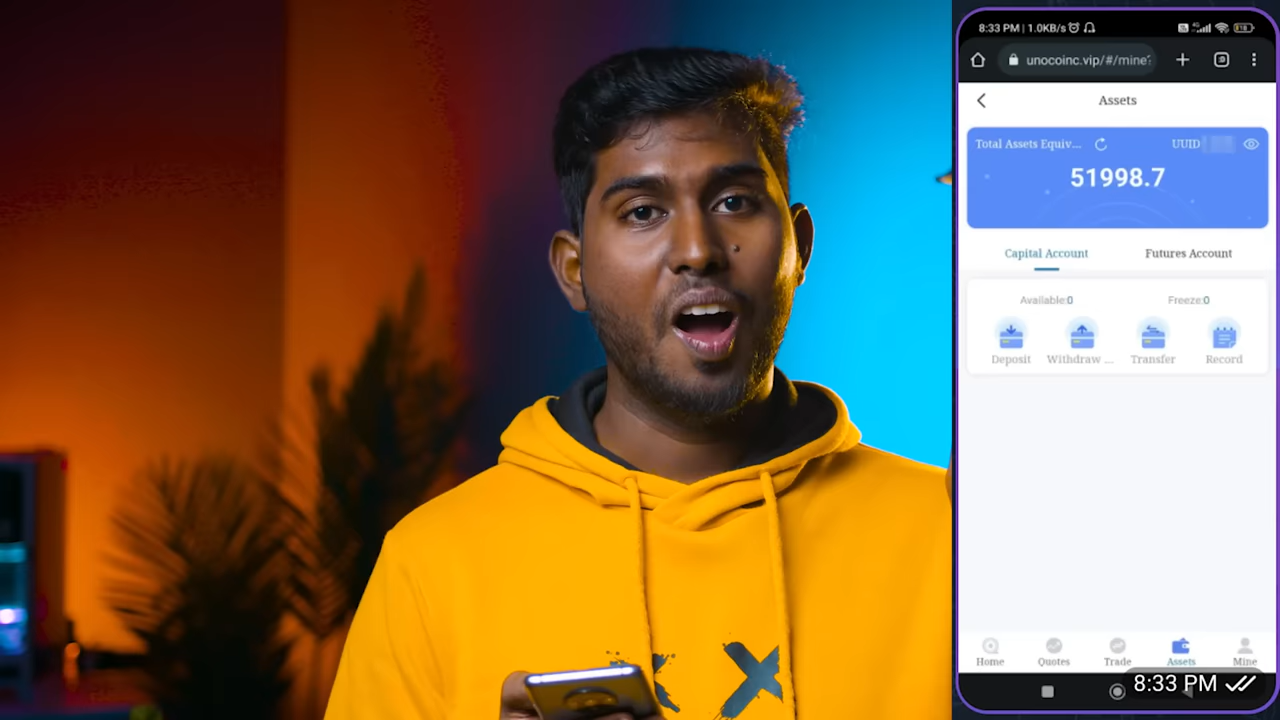 8:33 PM | 1.0KB/s
4G
unocoinc.vip/#/mine?
Assets
Total Assets Equiv...
UUID
51998.7
Capital Account
Futures Account
Available:0
Freeze:0
Deposit
Withdraw ...
Transfer
Record
Home
Quotes
Trade
Assets
Mine
8:33 PM